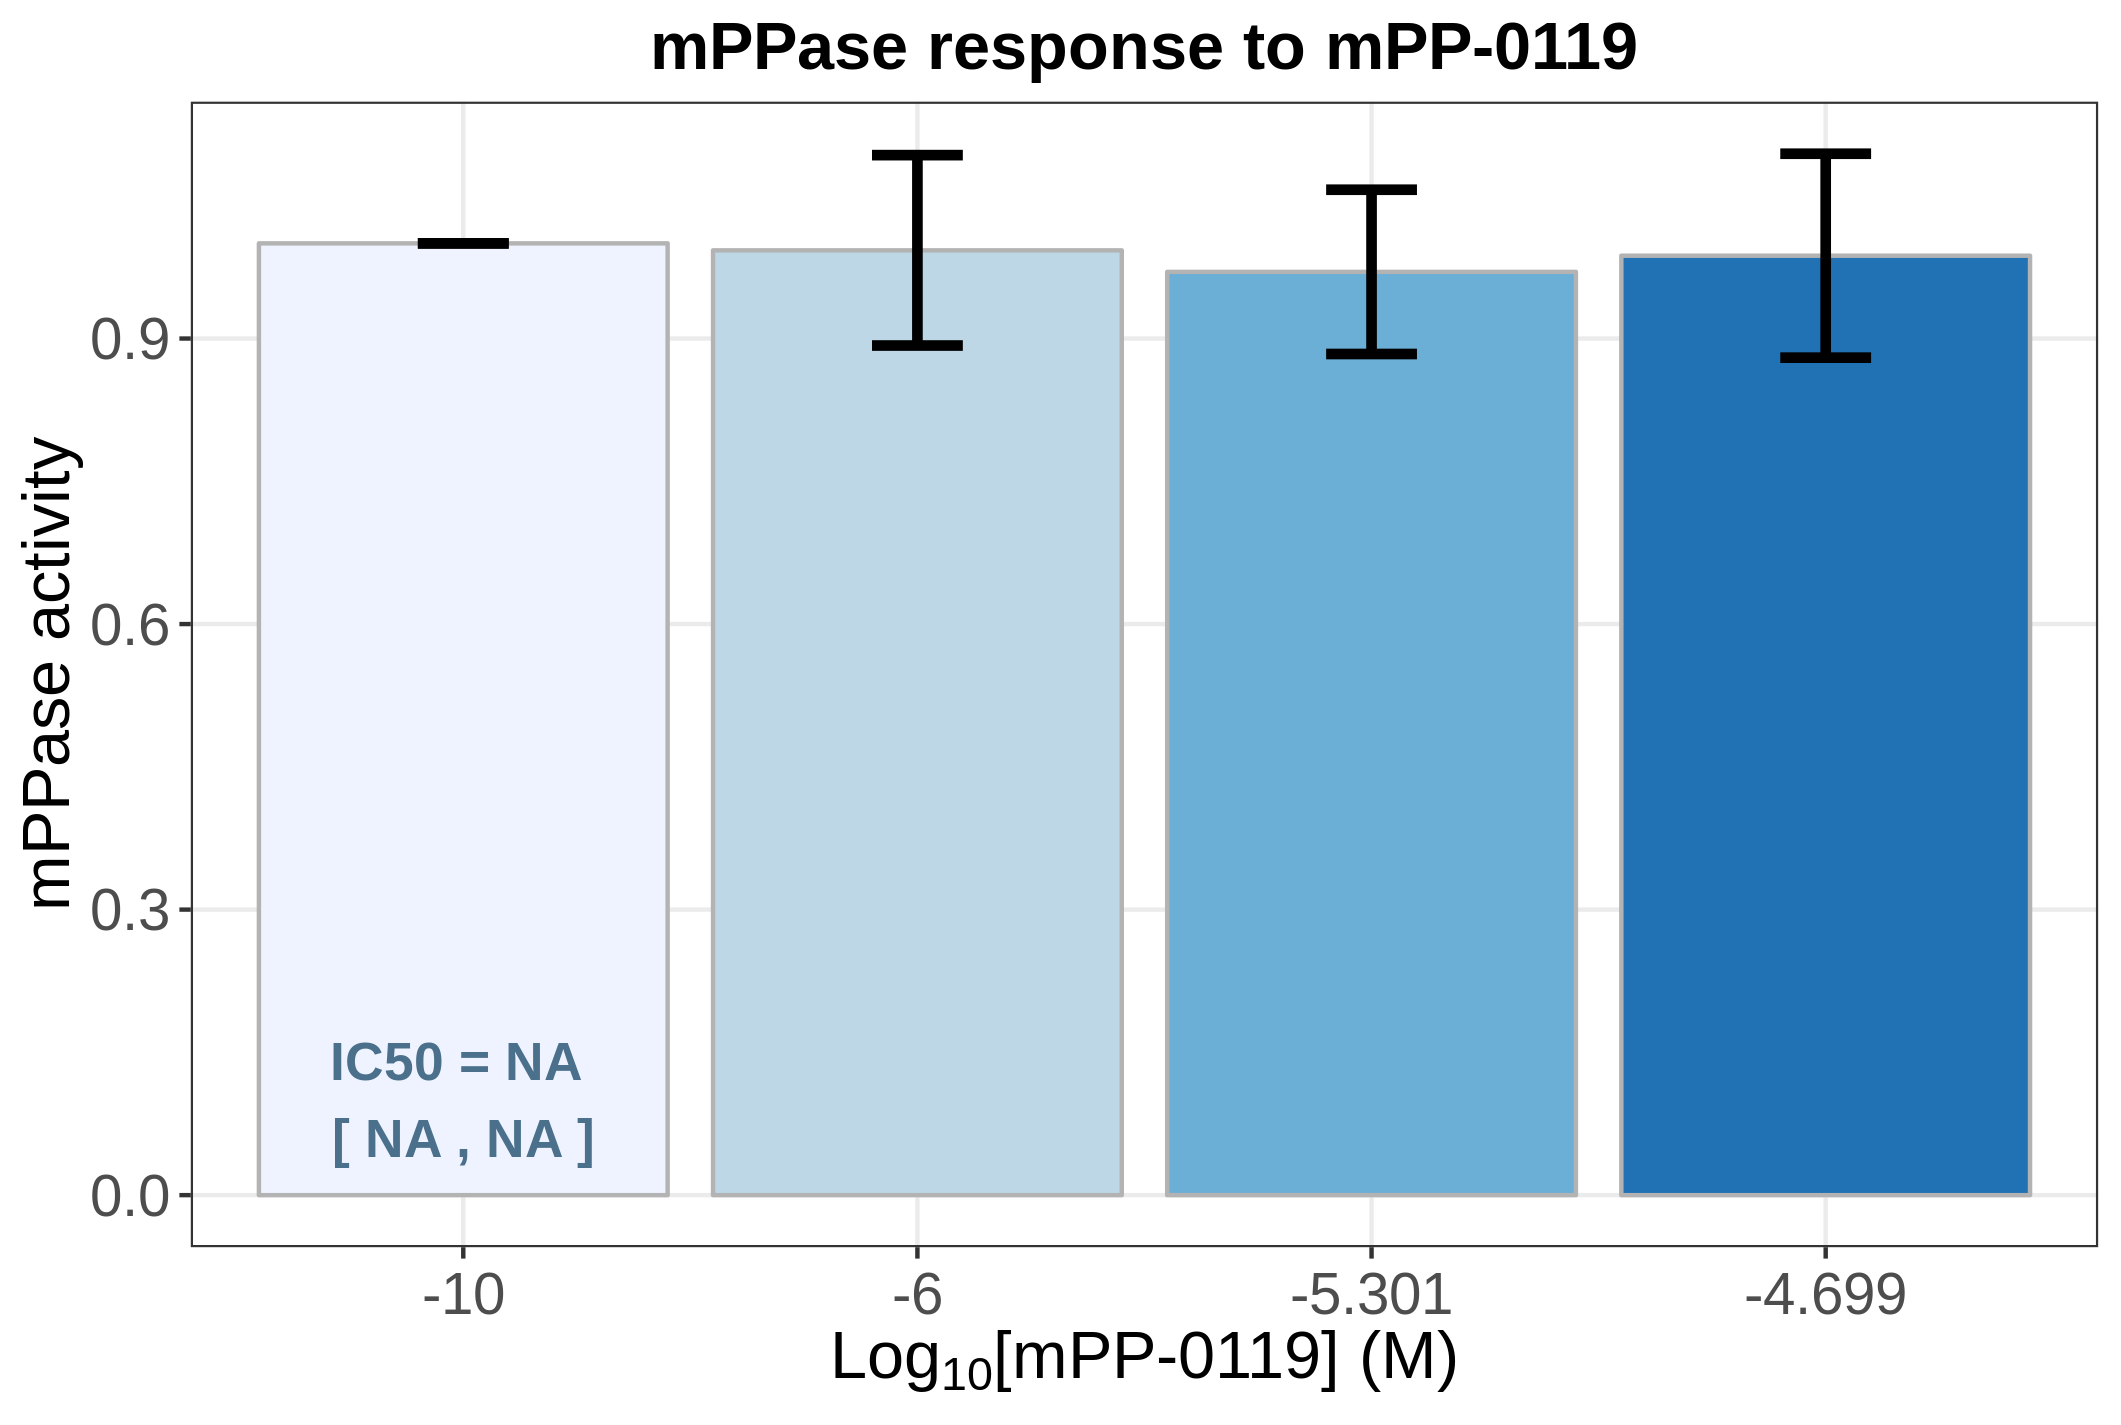 mPPase response to mPP-0119
mPPase activity
0.9
0.6
0.3
0.0
IC50 = NA
[ NA , NA ]
-10
-6
-5.301
-4.699
Log10[mPP-0119] (M)